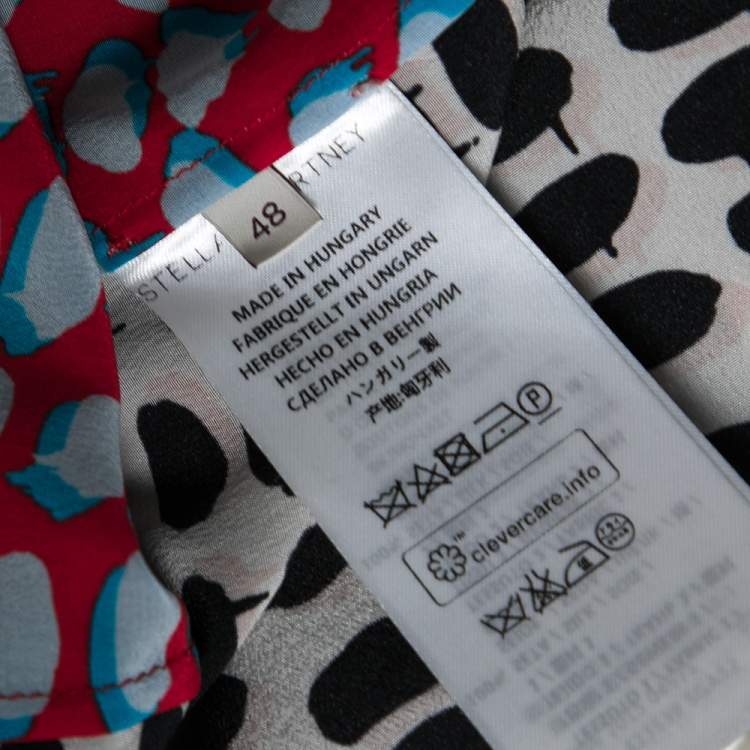 STELLA
RTNEY
48
MADE IN HUNGARY
FABRIQUE EN HONGRIE
HERGESTELLT IN UNGARN
HECHO EN HUNGRIA
СДЕЛАНО В ВЕНГРИИ
ハンガリー製
产地:匈牙利
P
™ clevercare.info